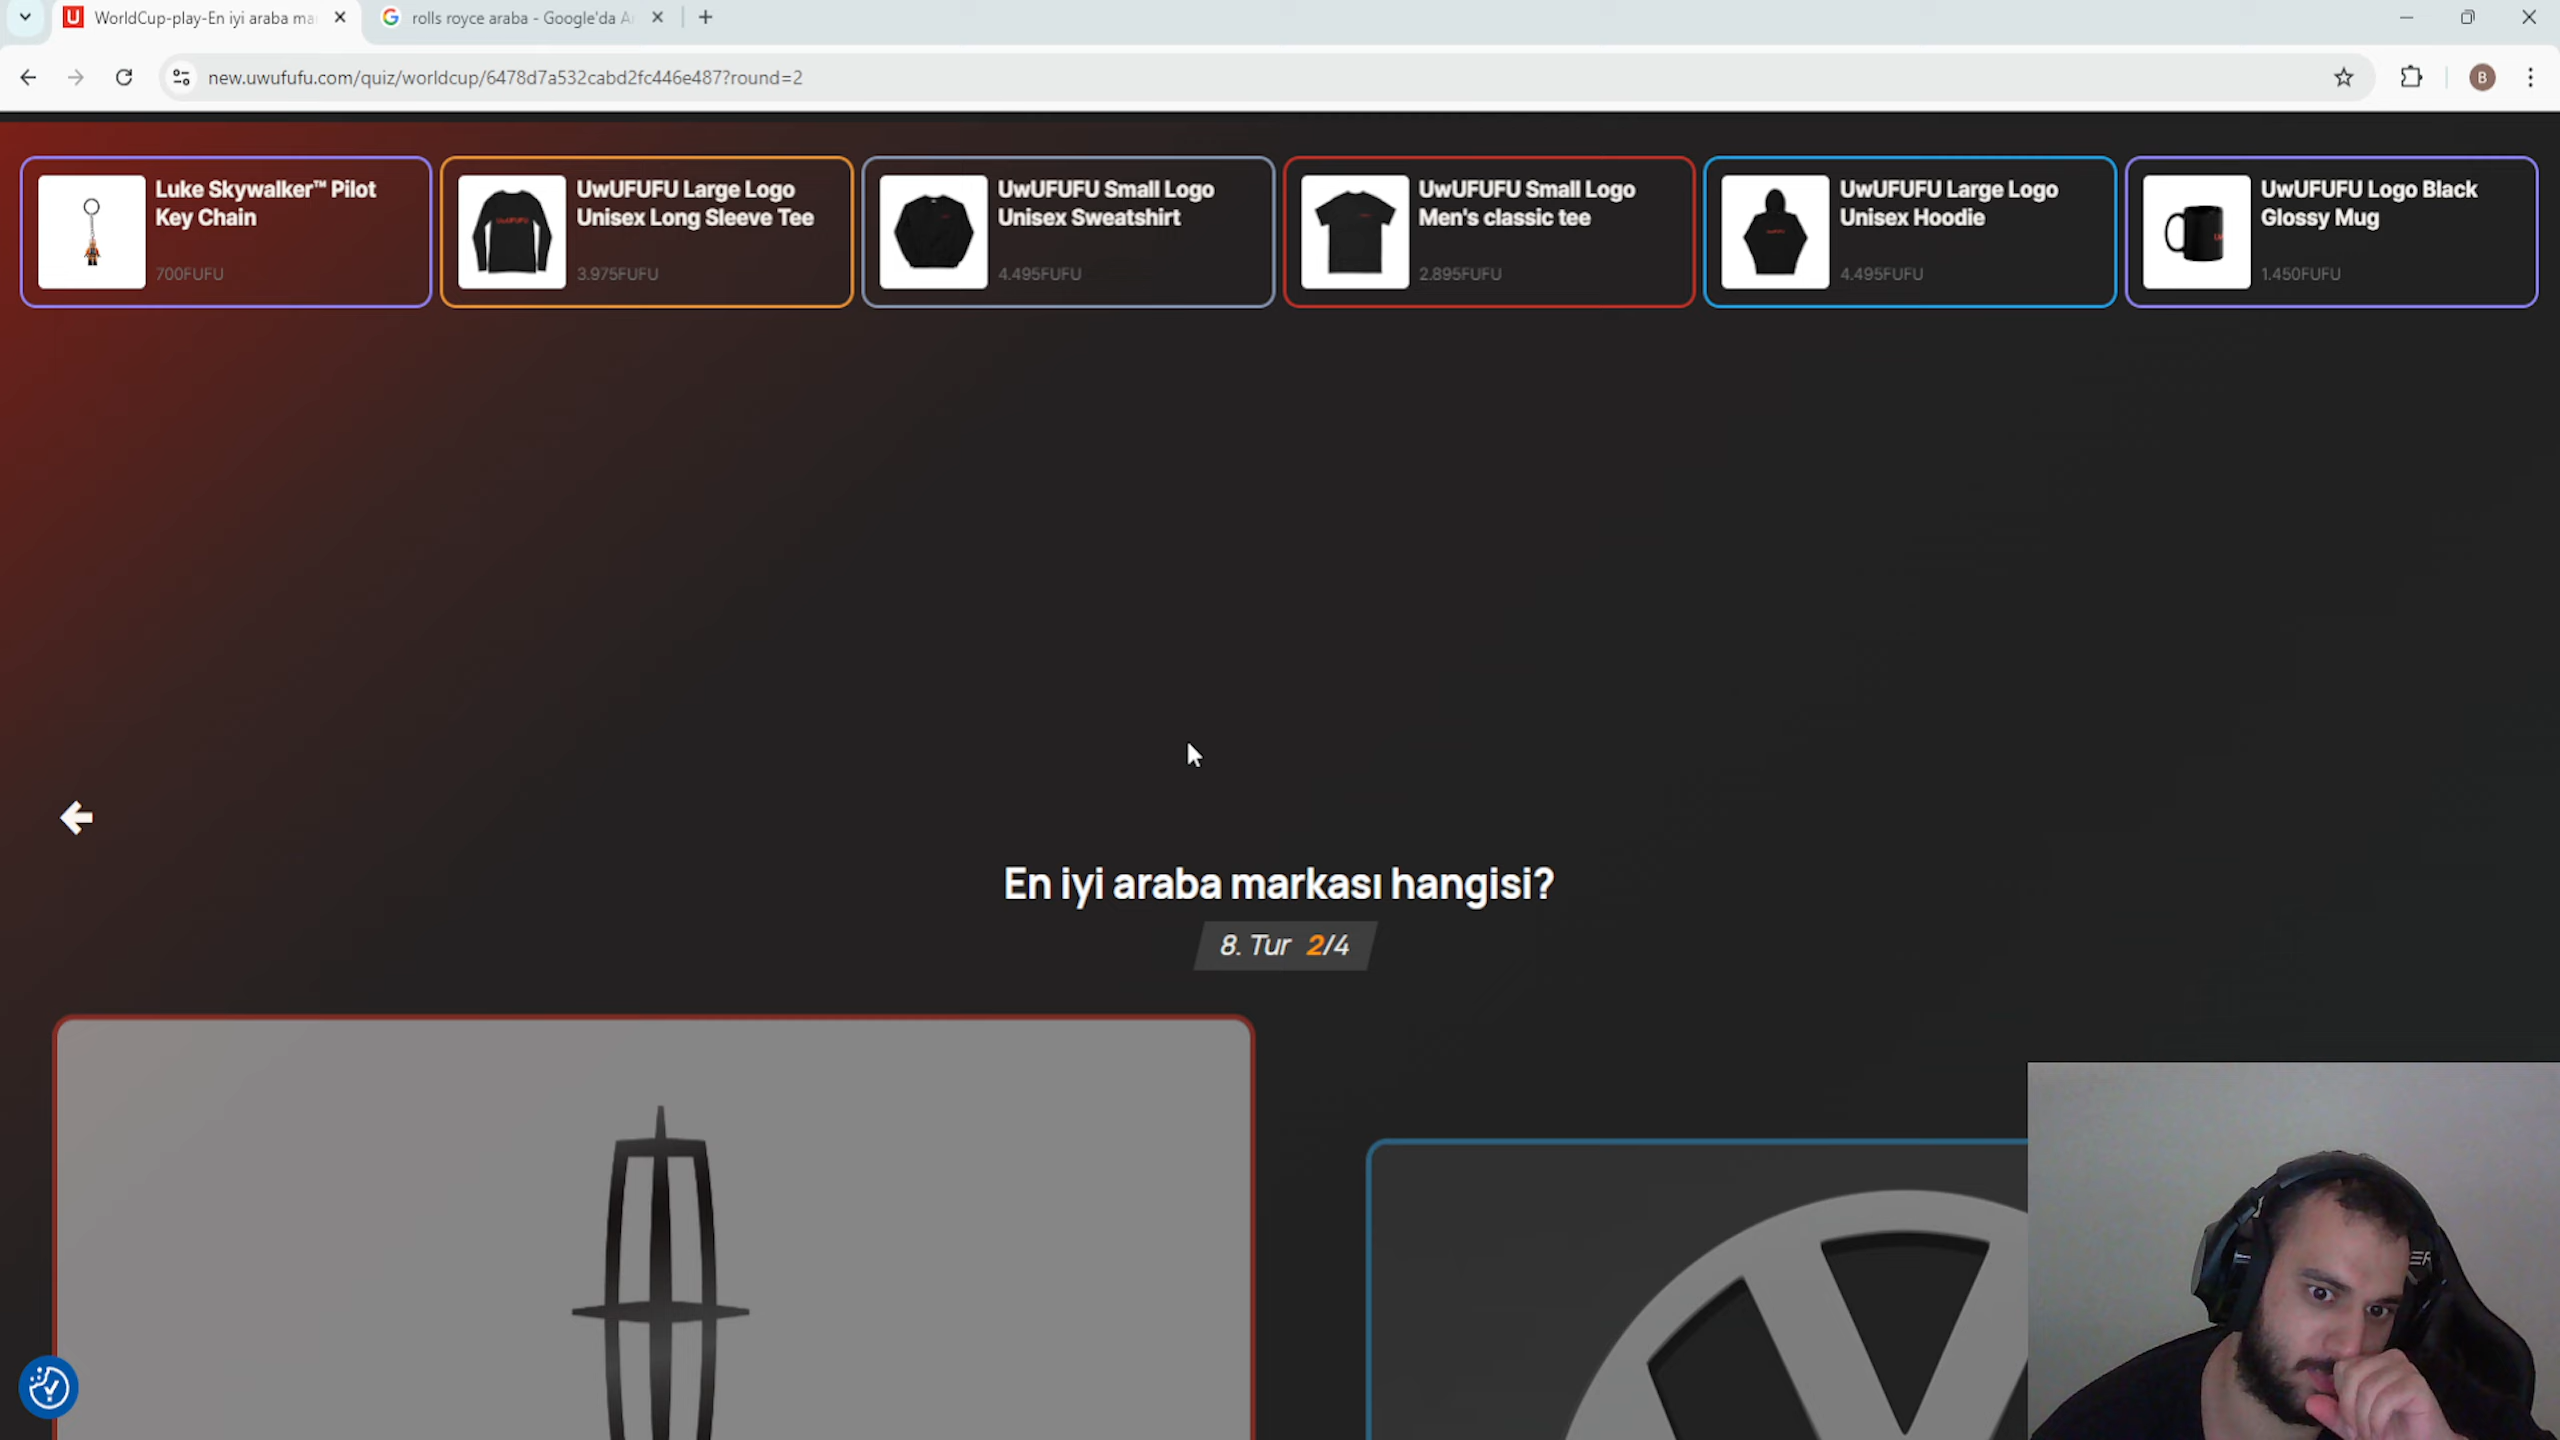 WorldCup-play-En iyi araba ma
rolls royce araba - Google'da A
new.uwufufu.com/quiz/worldcup/6478d7a532cabd2fc446e487?round=2
B
Luke Skywalker™ Pilot
Key Chain
700FUFU
UwUFUFU Large Logo
Unisex Long Sleeve Tee
3.975FUFU
UwUFUFU Small Logo
Unisex Sweatshirt
4.495FUFU
UwUFUFU Small Logo
Men's classic tee
2.895FUFU
UwUFUFU Large Logo
Unisex Hoodie
4.495FUFU
UwUFUFU Logo Black
Glossy Mug
1.450FUFU
En iyi araba markası hangisi?
8. Tur 2/4